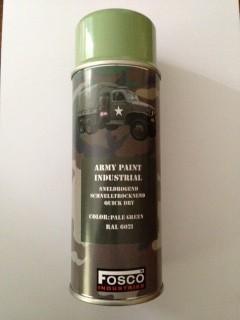 ARMY PAINT
INDUSTRIAL
SNELDROGEND
SCHNELLTROCKNEND
QUICK DRY
COLOR:PALE GREEN
RAL 6021
FOSCO
INDUSTRIES